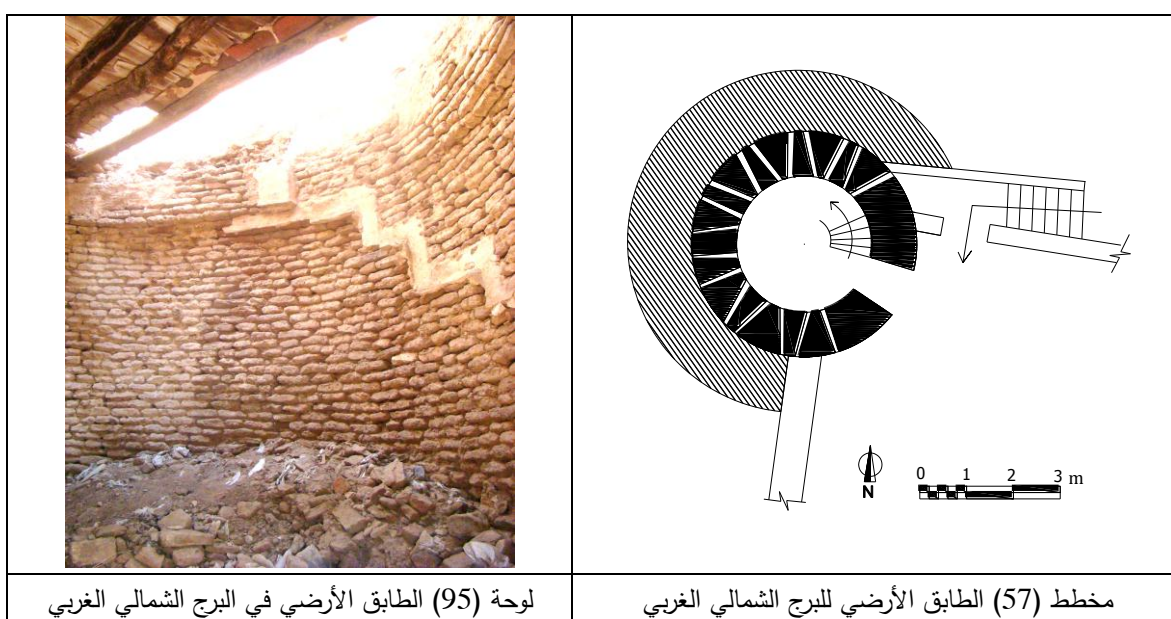 N
0 1 2 3 m
مخطط (57) الطابق الأرضي للبرج الشمالي الغربي
لوحة (95) الطابق الأرضي في البرج الشمالي الغربي